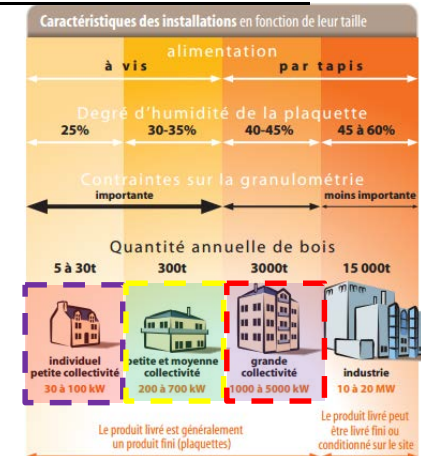 Caractéristiques des installations en fonction de leur taille
alimentation
à vis par tapis
Degré d'humidité de la plaquette
25% 30-35% 40-45% 45 à 60%
Contraintes sur la granulométrie
importante moins importante
Quantité annuelle de bois
5 à 30t 300t 3000t 15 000t
individuel petite et moyenne grande industrie
petite collectivité collectivité collectivité
30 à 100 kW 200 à 700 kW 1000 à 5000 kW 10 à 20 MW
Le produit livré est généralement
un produit fini (plaquettes)
Le produit livré peut
être livré fini ou
conditionné sur le site